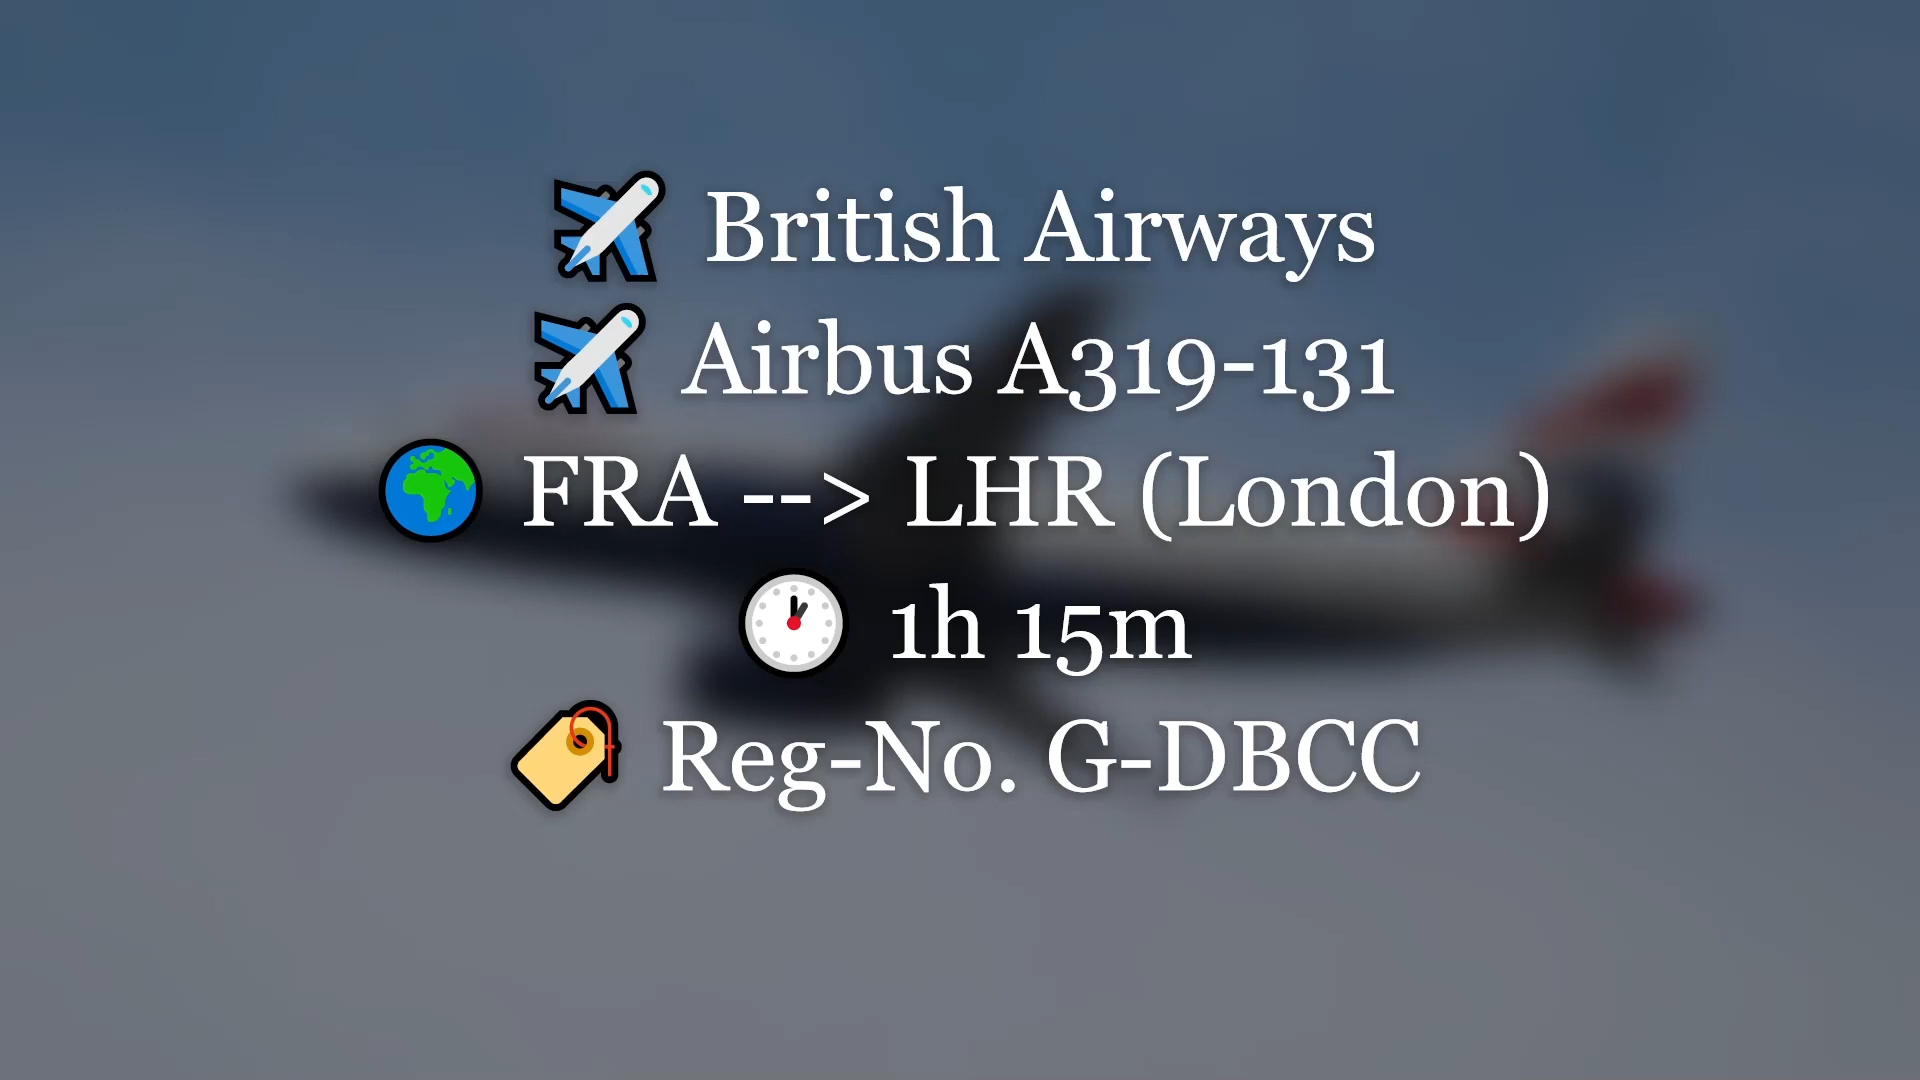 ✈️ British Airways
✈️ Airbus A319-131
🌍 FRA --> LHR (London)
🕐 1h 15m
🏷️ Reg-No. G-DBCC